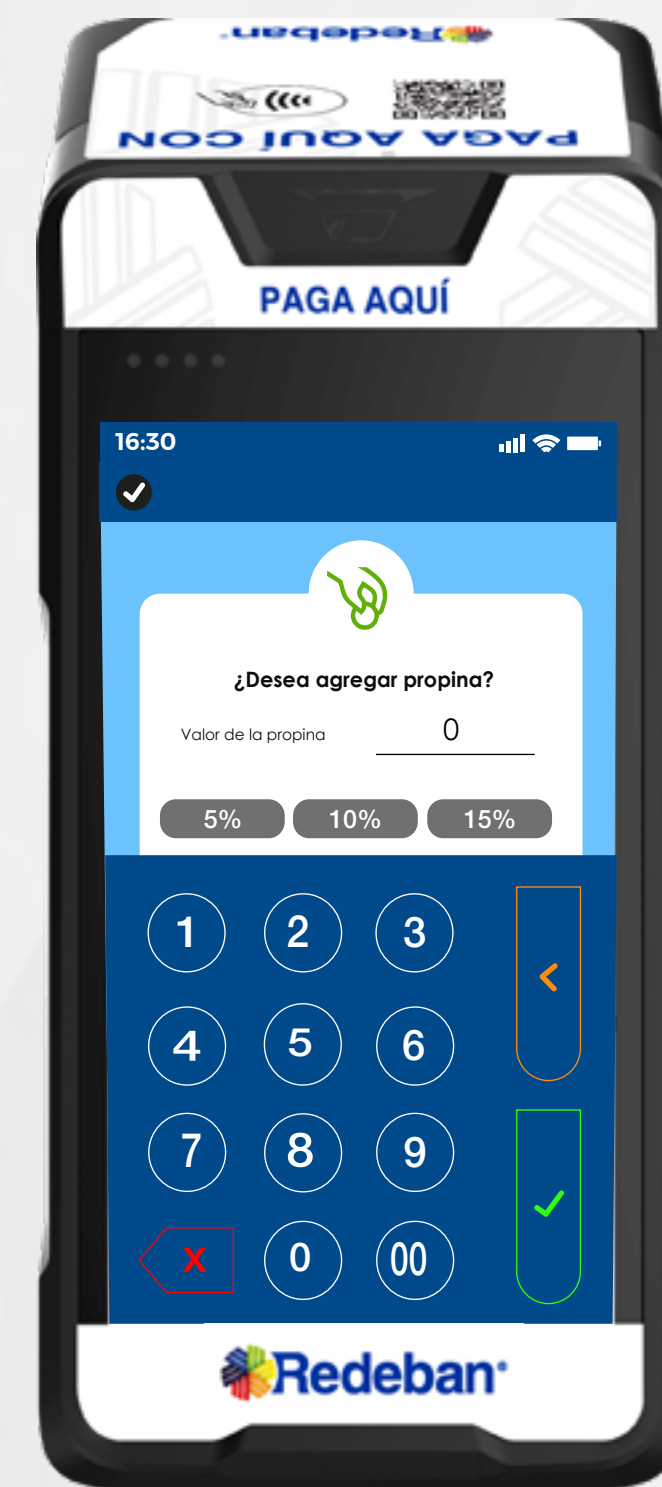 Redeban
PAGA AQUÍ CON
PAGA AQUÍ
16:30
¿Desea agregar propina?
Valor de la propina 0
5% 10% 15%
1 2 3
<
4 5 6
7 8 9
X 0 00
Redeban